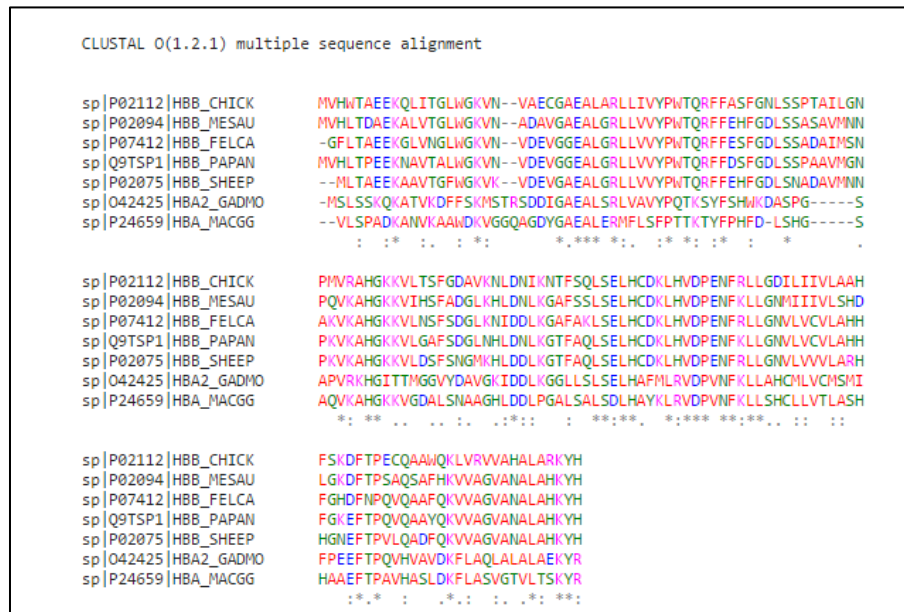 CLUSTAL O(1.2.1) multiple sequence alignment
sp|P02112|HBB_CHICK MVHWTAEEKQLITGLWGKVN--VAECGAEALARLLIVYPWTQRFFASFGNLSSPTAILGN
sp|P02094|HBB_MESAU MVHLTDAEKALVTGLWGKVN--ADAVGAEALGRLLVVYPWTQRFFEHFGDLSSASAVMNN
sp|P07412|HBB_FELCA -GFLTAEEKGLVNGLWGKVN--VDEVGGEALGRLLVVYPWTQRFFESFGDLSSADAIMSN
sp|Q9TSP1|HBB_PAPAN MVHLTPEEKNAVTALWGKVN--VDEVGGEALGRLLVVYPWTQRFFDSFGDLSSPAAVMGN
sp|P02075|HBB_SHEEP --MLTAEEKAAVTGFWGKVK--VDEVGAEALGRLLVVYPWTQRFFEHFGDLSNADAVMNN
sp|O42425|HBA2_GADMO -MSLSSKQKATVKDFFSKMSTRSDDIGAEALSRLVAVYPQTKSYFSHWKDASPG-----S
sp|P24659|HBA_MACGG --VLSPADKANVKAAWDKVGGQAGDYGAEALERMFLSFPTTKTYFPHFD-LSHG-----S
: :* :. : *: *.*** *:. :* *: :* : * .
sp|P02112|HBB_CHICK PMVRAHGKKVLTSFGDAVKNLDNIKNTFSQLSELHCDKLHVDPENFRLLGDILIIVLAAH
sp|P02094|HBB_MESAU PQVKAHGKKVIHSFADGLKHLDNLKGAFSSLSELHCDKLHVDPENFKLLGNMIIIVLSHD
sp|P07412|HBB_FELCA AKVKAHGKKVLNSFSDGLKNIDDLKGAFAKLSELHCDKLHVDPENFRLLGNVLVCVLAHH
sp|Q9TSP1|HBB_PAPAN PKVKAHGKKVLGAFSDGLNHLDNLKGTFAQLSELHCDKLHVDPENFKLLGNVLVCVLAHH
sp|P02075|HBB_SHEEP PKVKAHGKKVLDSFSNGMKHLDDLKGTFAQLSELHCDKLHVDPENFRLLGNVLVVVLARH
sp|O42425|HBA2_GADMO APVRKHGITTMGGVYDAVGKIDDLKGGLLSLSELHAFMLRVDPVNFKLLAHCMLVCMSMI
sp|P24659|HBA_MACGG AQVKAHGKKVGDALSNAAGHLDDLPGALSALSDLHAYKLRVDPVNFKLLSHCLLVTLASH
*: ** .. .. :. .:*:: : **:**. *:*** **:**.. :: ::
sp|P02112|HBB_CHICK FSKDFTPECQAAWQKLVRVVAHALARKYH
sp|P02094|HBB_MESAU LGKDFTPSAQSAFHKVVAGVANALAHKYH
sp|P07412|HBB_FELCA FGHDFNPQVQAAFQKVVAGVANALAHKYH
sp|Q9TSP1|HBB_PAPAN FGKEFTPQVQAAYQKVVAGVANALAHKYH
sp|P02075|HBB_SHEEP HGNEFTPVLQADFQKVVAGVANALAHKYH
sp|O42425|HBA2_GADMO FPEEFTPQVHVAVDKFLAQLALALAEKYR
sp|P24659|HBA_MACGG HAAEFTPAVHASLDKFLASVGTVLTSKYR
:*.* : .*.: :. .*: **: